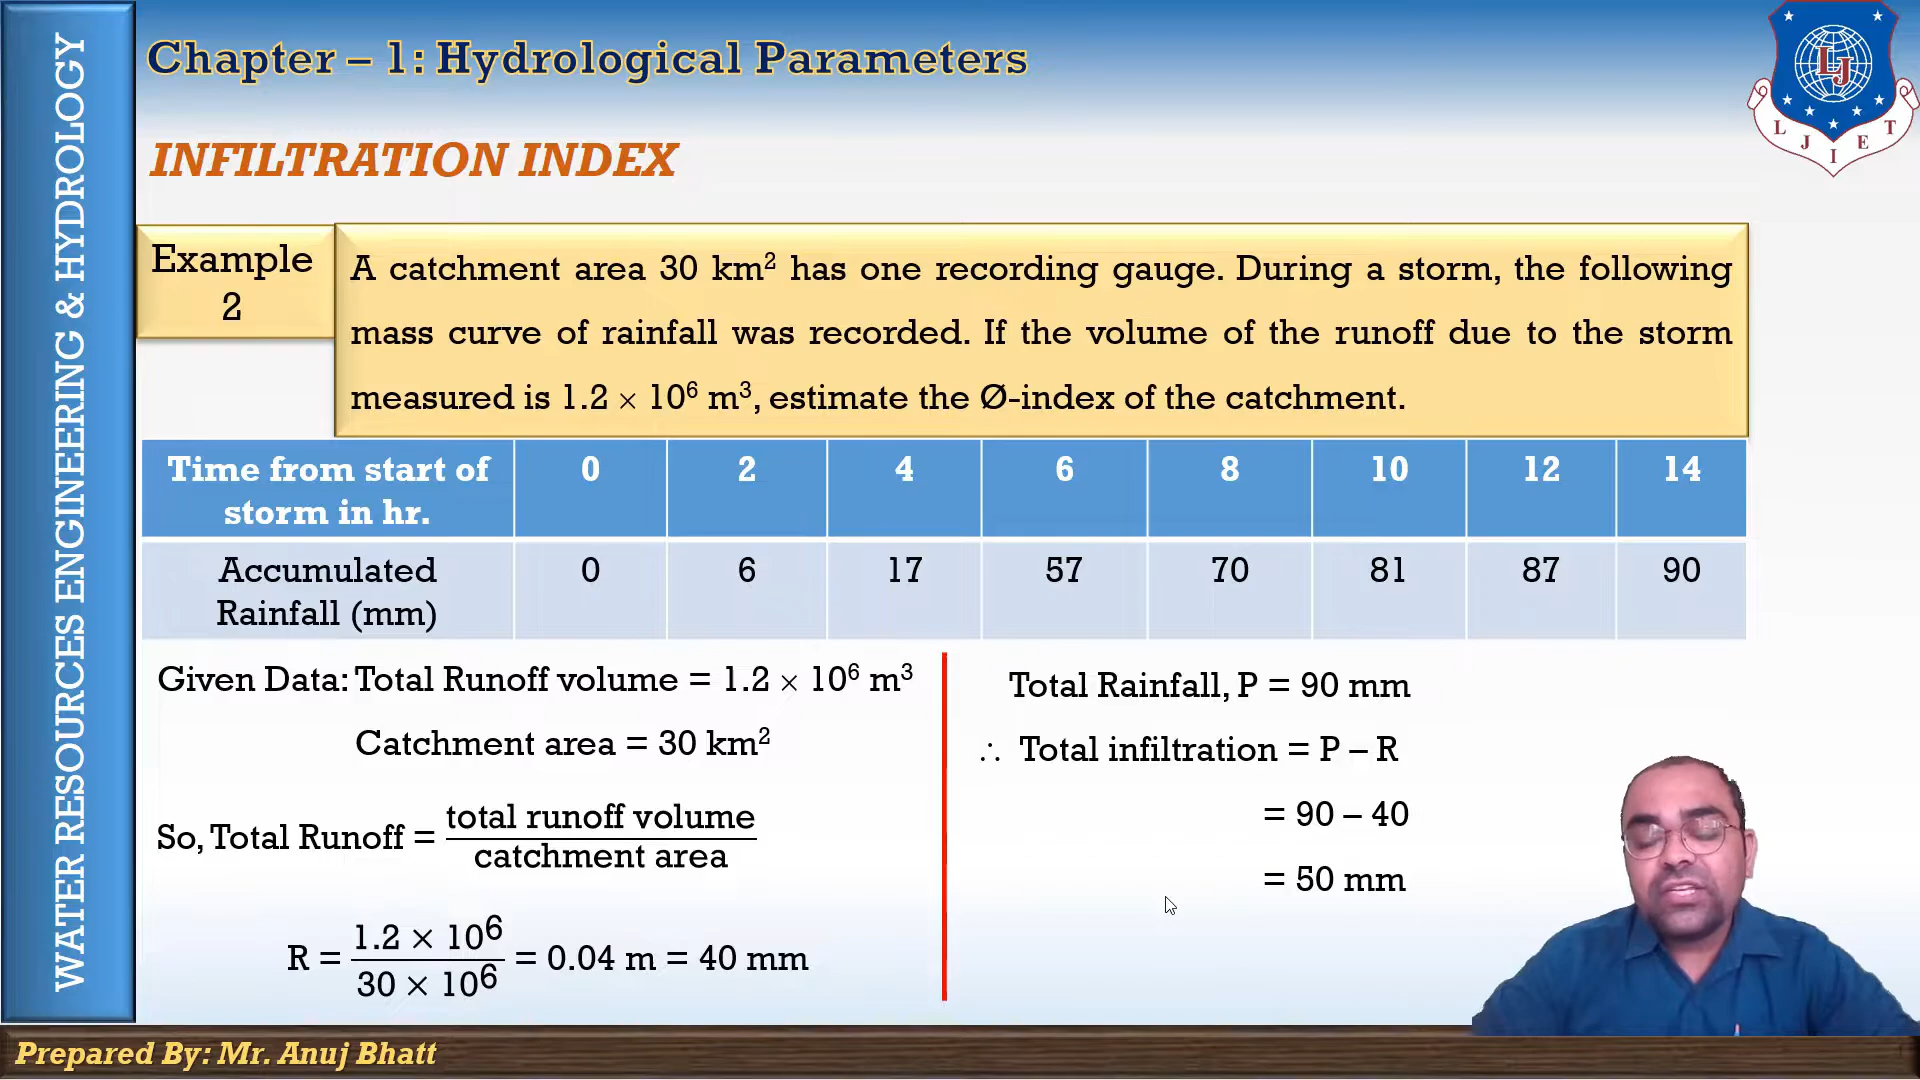 WATER RESOURCES ENGINEERING & HYDROLOGY
Chapter – 1: Hydrological Parameters
LJ
L J I E T
INFILTRATION INDEX
Example
2
A catchment area 30 km² has one recording gauge. During a storm, the following
mass curve of rainfall was recorded. If the volume of the runoff due to the storm
measured is 1.2 × 10⁶ m³, estimate the Ø-index of the catchment.
Time from start of
storm in hr. 0 2 4 6 8 10 12 14
Accumulated
Rainfall (mm) 0 6 17 57 70 81 87 90
Given Data: Total Runoff volume = 1.2 × 10⁶ m³
Catchment area = 30 km²
So, Total Runoff = total runoff volume
catchment area
R = 1.2 × 10⁶
30 × 10⁶ = 0.04 m = 40 mm
Total Rainfall, P = 90 mm
∴ Total infiltration = P – R
= 90 – 40
= 50 mm
Prepared By: Mr. Anuj Bhatt